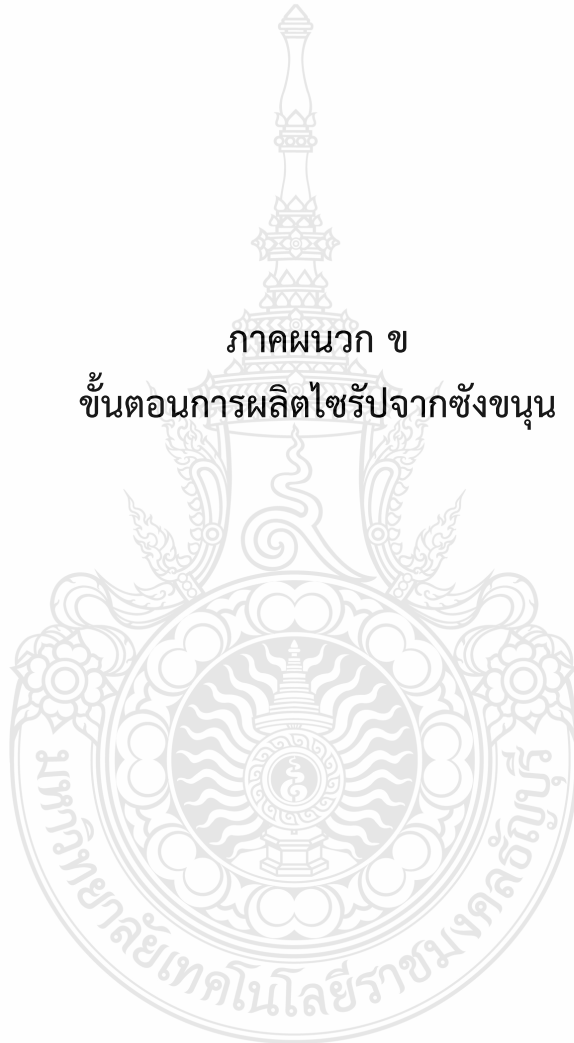 ภาคผนวก ข
ขั้นตอนการผลิตไซรัปจากซังขนุน
มหาวิทยาลัยเทคโนโลยีราชมงคลธัญบุรี